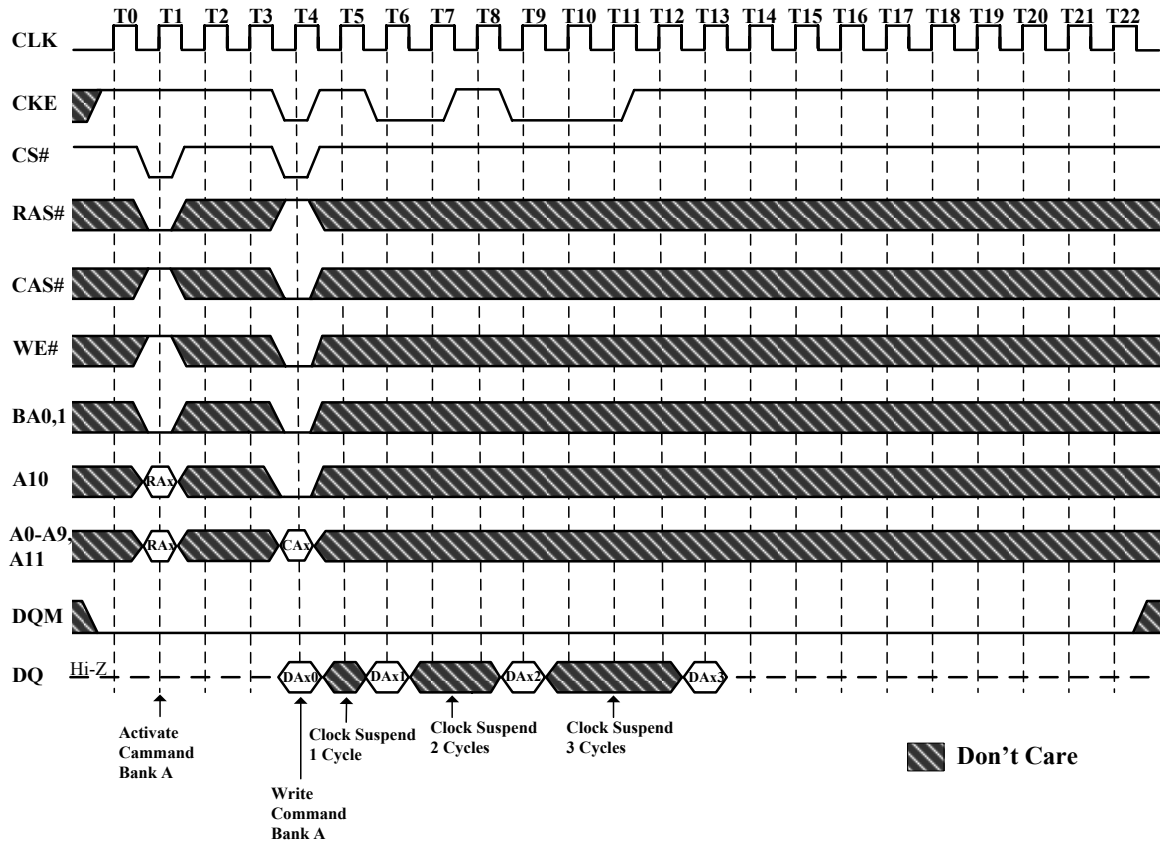 T0 T1 T2 T3 T4 T5 T6 T7 T8 T9 T10 T11 T12 T13 T14 T15 T16 T17 T18 T19 T20 T21 T22
CLK
CKE
CS#
RAS#
CAS#
WE#
BA0,1
A10
RAx
A0-A9,
A11
RAx
CAx
DQM
DQ
Hi-Z
DAx0
DAx1
DAx2
DAx3
Activate
Cammand
Bank A
Write
Command
Bank A
Clock Suspend
1 Cycle
Clock Suspend
2 Cycles
Clock Suspend
3 Cycles
Don't Care